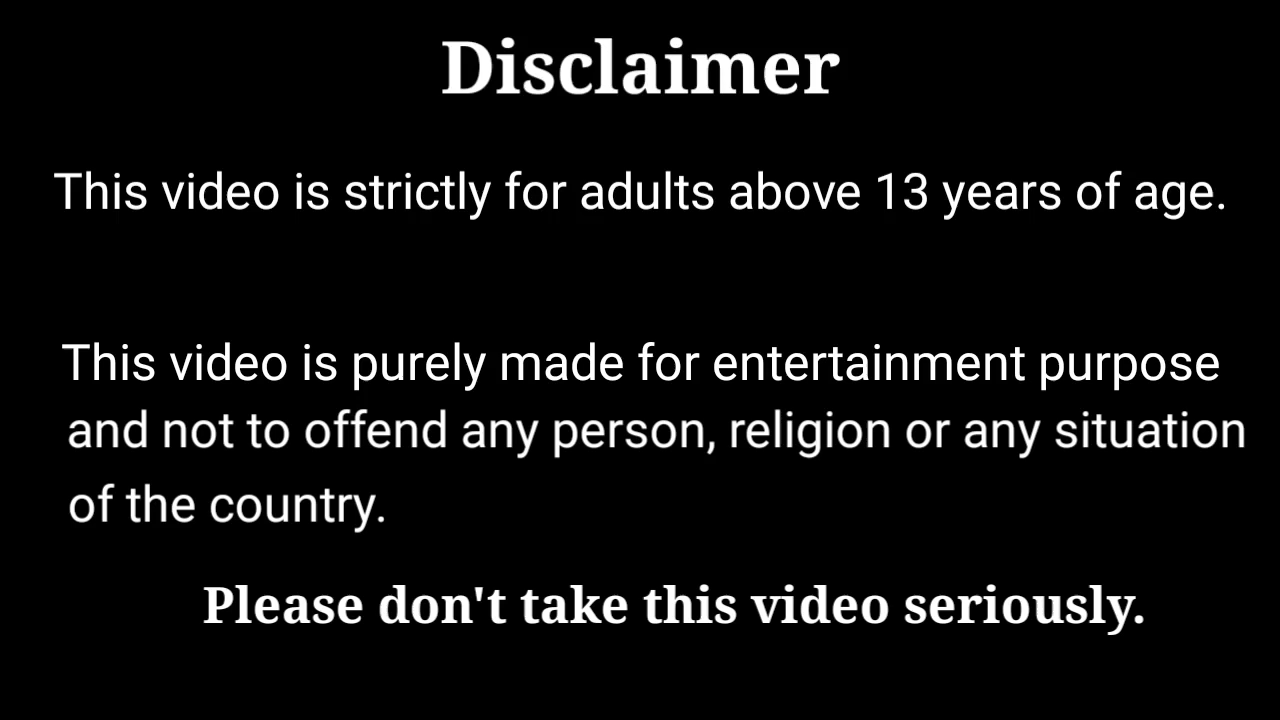 Disclaimer
This video is strictly for adults above 13 years of age.
This video is purely made for entertainment purpose
and not to offend any person, religion or any situation
of the country.
Please don't take this video seriously.